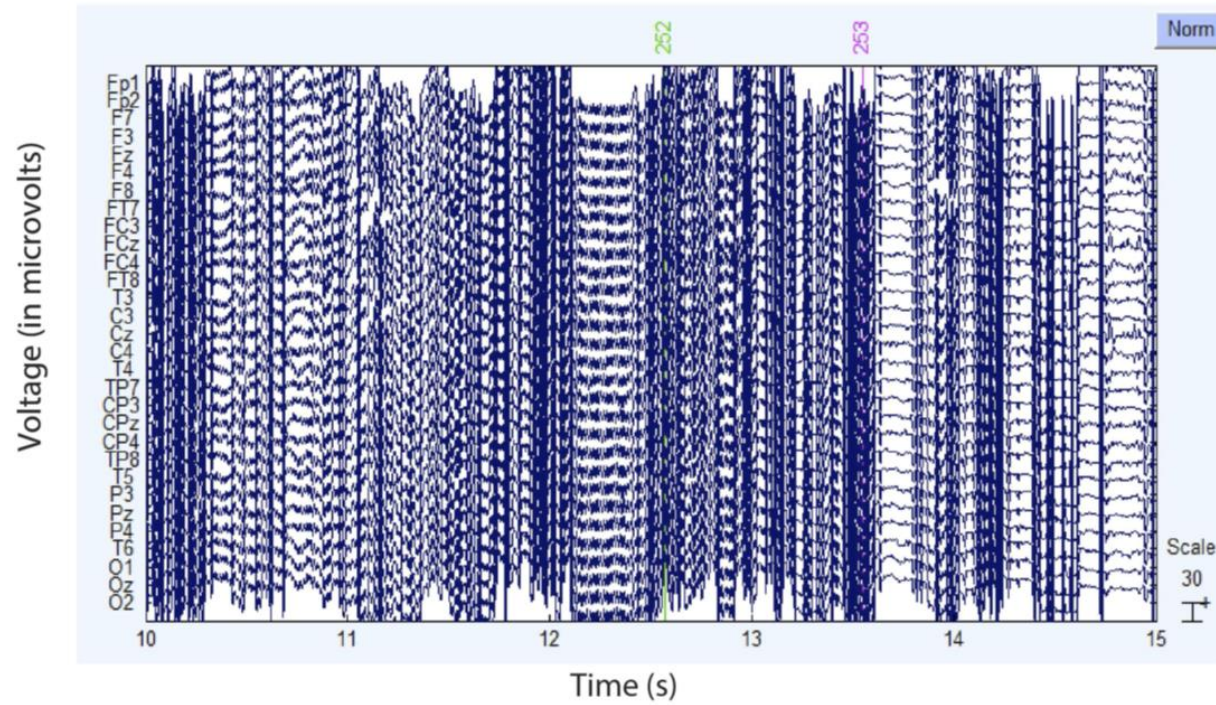 252
253
Norm
Voltage (in microvolts)
Fp1
Fp2
F7
F3
Fz
F4
F8
FT7
FC3
FCz
FC4
FT8
T3
C3
Cz
C4
T4
TP7
CP3
CPz
CP4
TP8
T5
P3
Pz
P4
T6
O1
Oz
O2
Scale
30
+
10 11 12 13 14 15
Time (s)